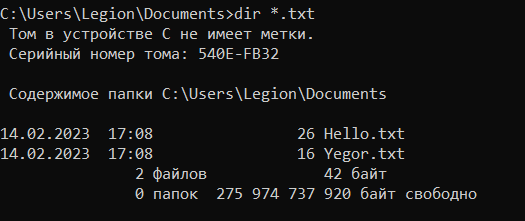 C:\Users\Legion\Documents>dir *.txt
Том в устройстве C не имеет метки.
Серийный номер тома: 540E-FB32
Содержимое папки C:\Users\Legion\Documents
14.02.2023  17:08                26 Hello.txt
14.02.2023  17:08                16 Yegor.txt
2 файлов             42 байт
0 папок  275 974 737 920 байт свободно